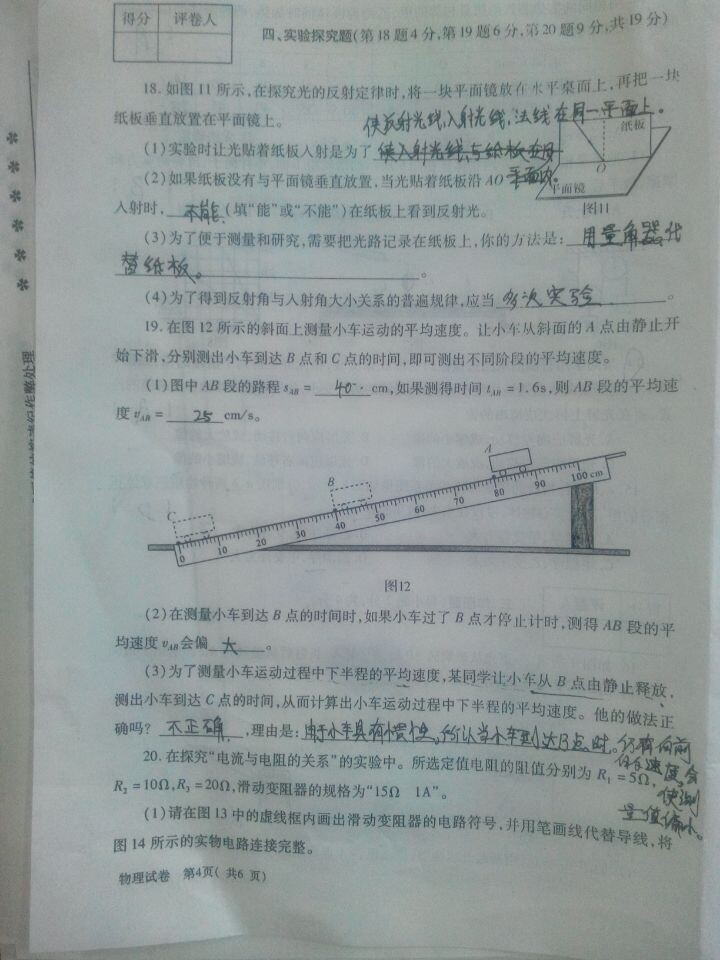 得分 评卷人
四、实验探究题(第18题4分,第19题6分,第20题9分,共19分)
18. 如图11所示,在探究光的反射定律时,将一块平面镜放在水平桌面上,再把一块
纸板垂直放置在平面镜上。
使反射光线,入射光线,法线在同一平面上。
(1)实验时让光贴着纸板入射是为了 使入射光线与纸板在同
平面内。
(2)如果纸板没有与平面镜垂直放置,当光贴着纸板沿AO
入射时, 不能 (填“能”或“不能”)在纸板上看到反射光。
纸板
O
平面镜
图11
(3)为了便于测量和研究,需要把光路记录在纸板上,你的方法是: 用量角器代
替纸板。 。
(4)为了得到反射角与入射角大小关系的普遍规律,应当 多次实验 。
19. 在图12所示的斜面上测量小车运动的平均速度。让小车从斜面的A点由静止开
始下滑,分别测出小车到达B点和C点的时间,即可测出不同阶段的平均速度。
(1)图中AB段的路程sAB= 40· cm,如果测得时间tAB=1.6s,则AB段的平均速
度vAB= 25 cm/s。
A
B
C
0 10 20 30 40 50 60 70 80 90 100 cm
图12
(2)在测量小车到达B点的时间时,如果小车过了B点才停止计时,测得AB段的平
均速度vAB会偏 大 。
(3)为了测量小车运动过程中下半程的平均速度,某同学让小车从B点由静止释放,
测出小车到达C点的时间,从而计算出小车运动过程中下半程的平均速度。他的做法正
确吗? 不正确 ,理由是: 由于小车具有惯性。所以当小车到达B点时。仍有向前
的速度,会
使测
量值偏小。
20. 在探究“电流与电阻的关系”的实验中。所选定值电阻的阻值分别为R1=5Ω,
R2=10Ω,R3=20Ω,滑动变阻器的规格为“15Ω 1A”。
(1)请在图13中的虚线框内画出滑动变阻器的电路符号,并用笔画线代替导线,将
图14所示的实物电路连接完整。
物理试卷 第4页(共6页)